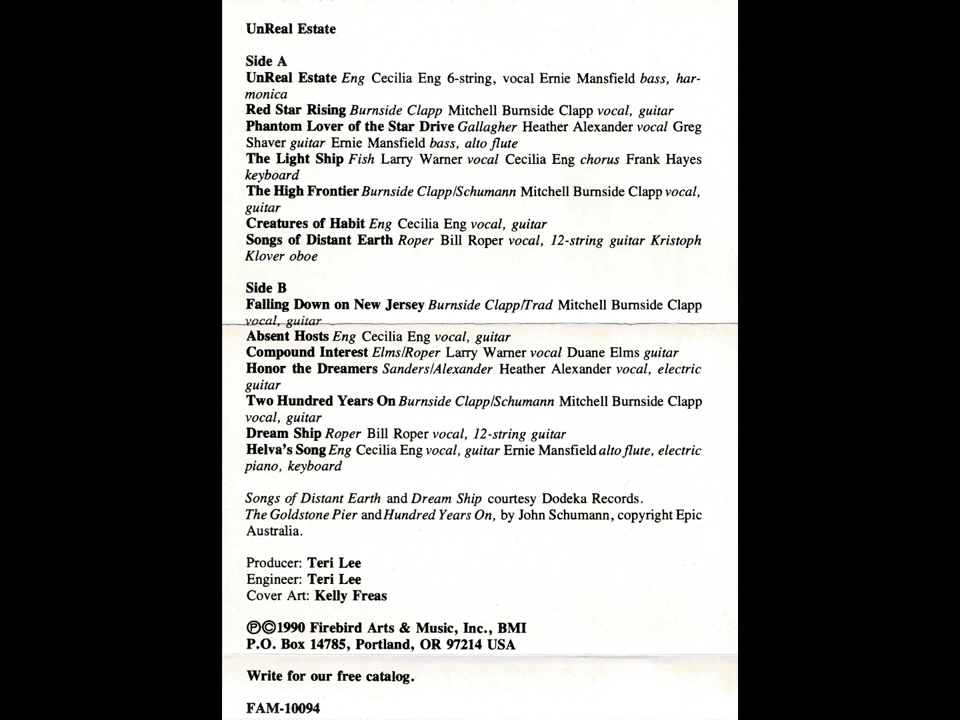 UnReal Estate
Side A
UnReal Estate Eng Cecilia Eng 6-string, vocal Ernie Mansfield bass, har-
monica
Red Star Rising Burnside Clapp Mitchell Burnside Clapp vocal, guitar
Phantom Lover of the Star Drive Gallagher Heather Alexander vocal Greg
Shaver guitar Ernie Mansfield bass, alto flute
The Light Ship Fish Larry Warner vocal Cecilia Eng chorus Frank Hayes
keyboard
The High Frontier Burnside Clapp/Schumann Mitchell Burnside Clapp vocal,
guitar
Creatures of Habit Eng Cecilia Eng vocal, guitar
Songs of Distant Earth Roper Bill Roper vocal, 12-string guitar Kristoph
Klover oboe
Side B
Falling Down on New Jersey Burnside Clapp/Trad Mitchell Burnside Clapp
vocal, guitar
Absent Hosts Eng Cecilia Eng vocal, guitar
Compound Interest Elms/Roper Larry Warner vocal Duane Elms guitar
Honor the Dreamers Sanders/Alexander Heather Alexander vocal, electric
guitar
Two Hundred Years On Burnside Clapp/Schumann Mitchell Burnside Clapp
vocal, guitar
Dream Ship Roper Bill Roper vocal, 12-string guitar
Helva's Song Eng Cecilia Eng vocal, guitar Ernie Mansfield alto flute, electric
piano, keyboard
Songs of Distant Earth and Dream Ship courtesy Dodeka Records.
The Goldstone Pier and Hundred Years On, by John Schumann, copyright Epic
Australia.
Producer: Teri Lee
Engineer: Teri Lee
Cover Art: Kelly Freas
Ⓟ©1990 Firebird Arts & Music, Inc., BMI
P.O. Box 14785, Portland, OR 97214 USA
Write for our free catalog.
FAM-10094